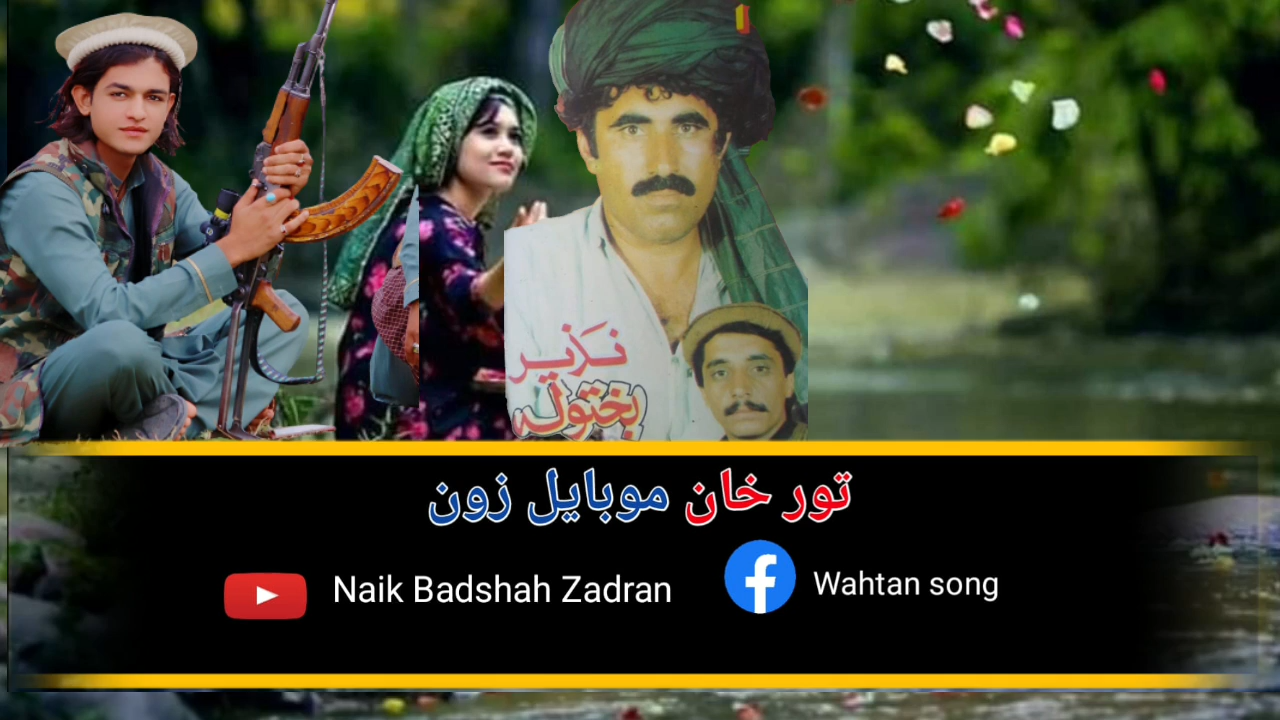 نذیر
بختوله
تور خان موبایل زون
Naik Badshah Zadran
Wahtan song